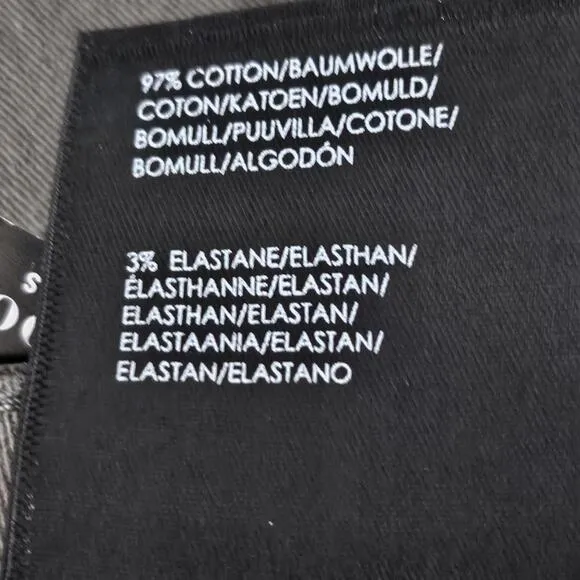 97% COTTON/BAUMWOLLE/
COTON/KATOEN/BOMULD/
BOMULL/PUUVILLA/COTONE/
BOMULL/ALGODÓN
3% ELASTANE/ELASTHAN/
ÉLASTHANNE/ELASTAN/
ELASTHAN/ELASTAN/
ELASTAANIA/ELASTAN/
ELASTAN/ELASTANO
S